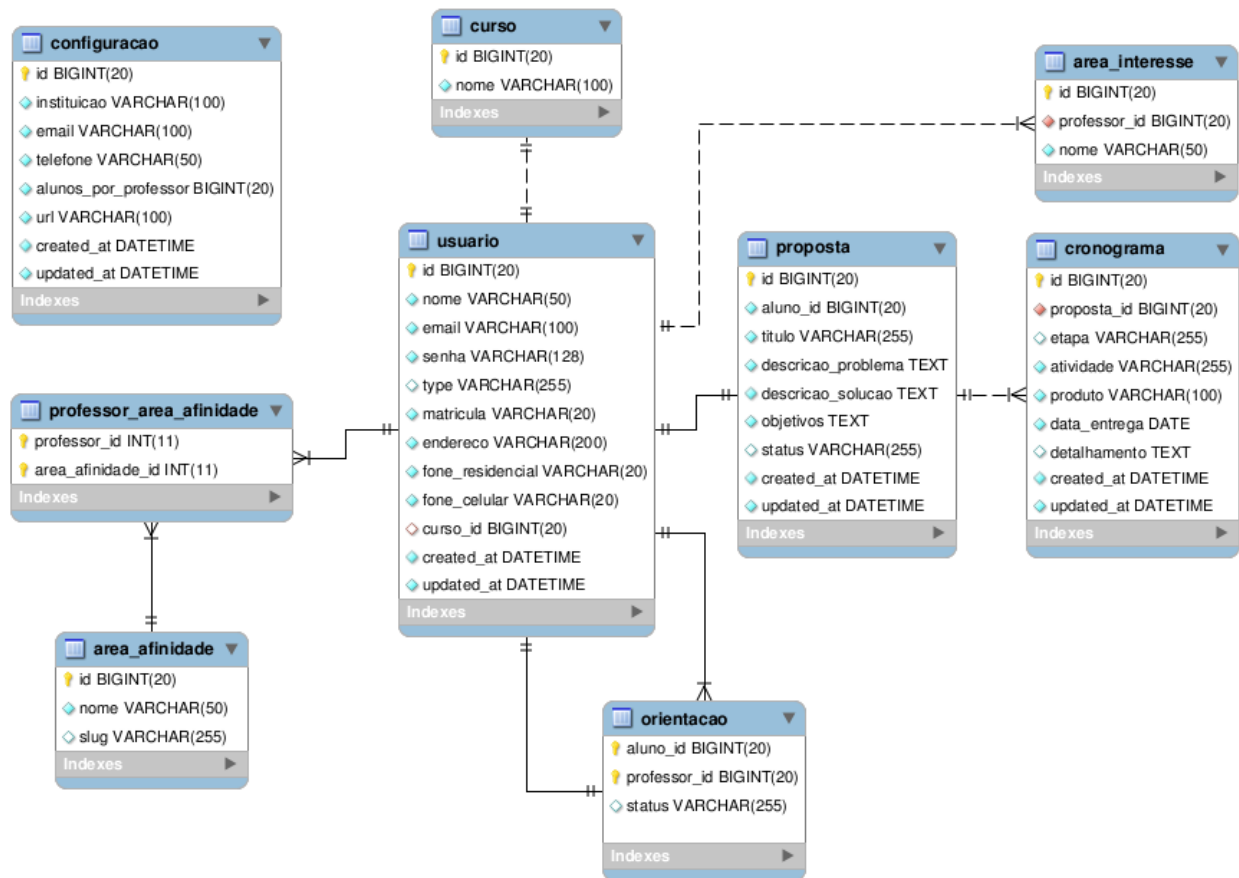 configuracao
id BIGINT(20)
instituicao VARCHAR(100)
email VARCHAR(100)
telefone VARCHAR(50)
alunos_por_professor BIGINT(20)
url VARCHAR(100)
created_at DATETIME
updated_at DATETIME
Indexes
curso
id BIGINT(20)
nome VARCHAR(100)
Indexes
area_interesse
id BIGINT(20)
professor_id BIGINT(20)
nome VARCHAR(50)
Indexes
usuario
id BIGINT(20)
nome VARCHAR(50)
email VARCHAR(100)
senha VARCHAR(128)
type VARCHAR(255)
matricula VARCHAR(20)
endereco VARCHAR(200)
fone_residencial VARCHAR(20)
fone_celular VARCHAR(20)
curso_id BIGINT(20)
created_at DATETIME
updated_at DATETIME
Indexes
proposta
id BIGINT(20)
aluno_id BIGINT(20)
titulo VARCHAR(255)
descricao_problema TEXT
descricao_solucao TEXT
objetivos TEXT
status VARCHAR(255)
created_at DATETIME
updated_at DATETIME
Indexes
cronograma
id BIGINT(20)
proposta_id BIGINT(20)
etapa VARCHAR(255)
atividade VARCHAR(255)
produto VARCHAR(100)
data_entrega DATE
detalhamento TEXT
created_at DATETIME
updated_at DATETIME
Indexes
professor_area_afinidade
professor_id INT(11)
area_afinidade_id INT(11)
Indexes
area_afinidade
id BIGINT(20)
nome VARCHAR(50)
slug VARCHAR(255)
Indexes
orientacao
aluno_id BIGINT(20)
professor_id BIGINT(20)
status VARCHAR(255)
Indexes